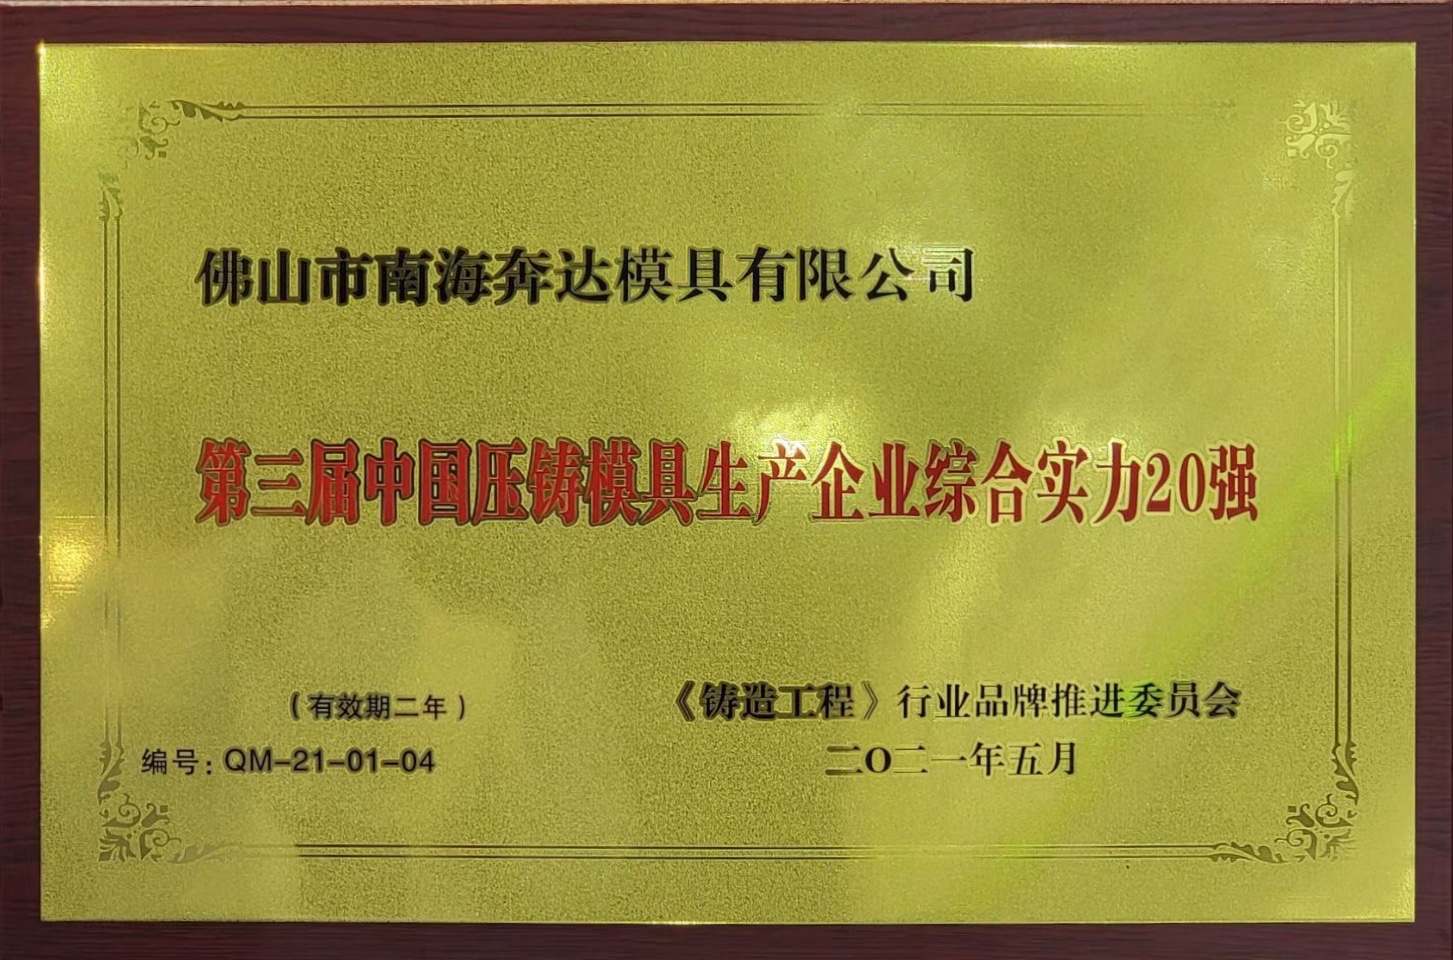 佛山市南海奔达模具有限公司
第三届中国压铸模具生产企业综合实力20强
（有效期二年）
《铸造工程》行业品牌推进委员会
编号：QM-21-01-04
二〇二一年五月